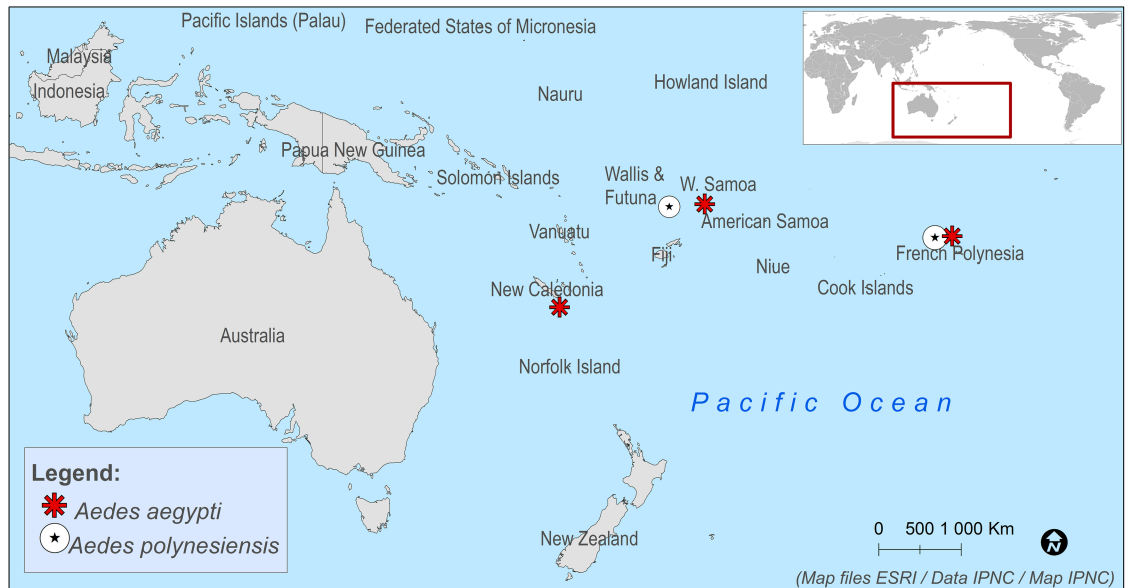 Pacific Islands (Palau)
Federated States of Micronesia
Malaysia
Indonesia
Howland Island
Nauru
Papua New Guinea
Solomon Islands
Wallis &
Futuna
W. Samoa
American Samoa
Vanuatu
Fiji
French Polynesia
Niue
Cook Islands
New Caledonia
Australia
Norfolk Island
Pacific Ocean
Legend:
Aedes aegypti
Aedes polynesiensis
New Zealand
0 500 1 000 Km
N
(Map files ESRI / Data IPNC / Map IPNC)